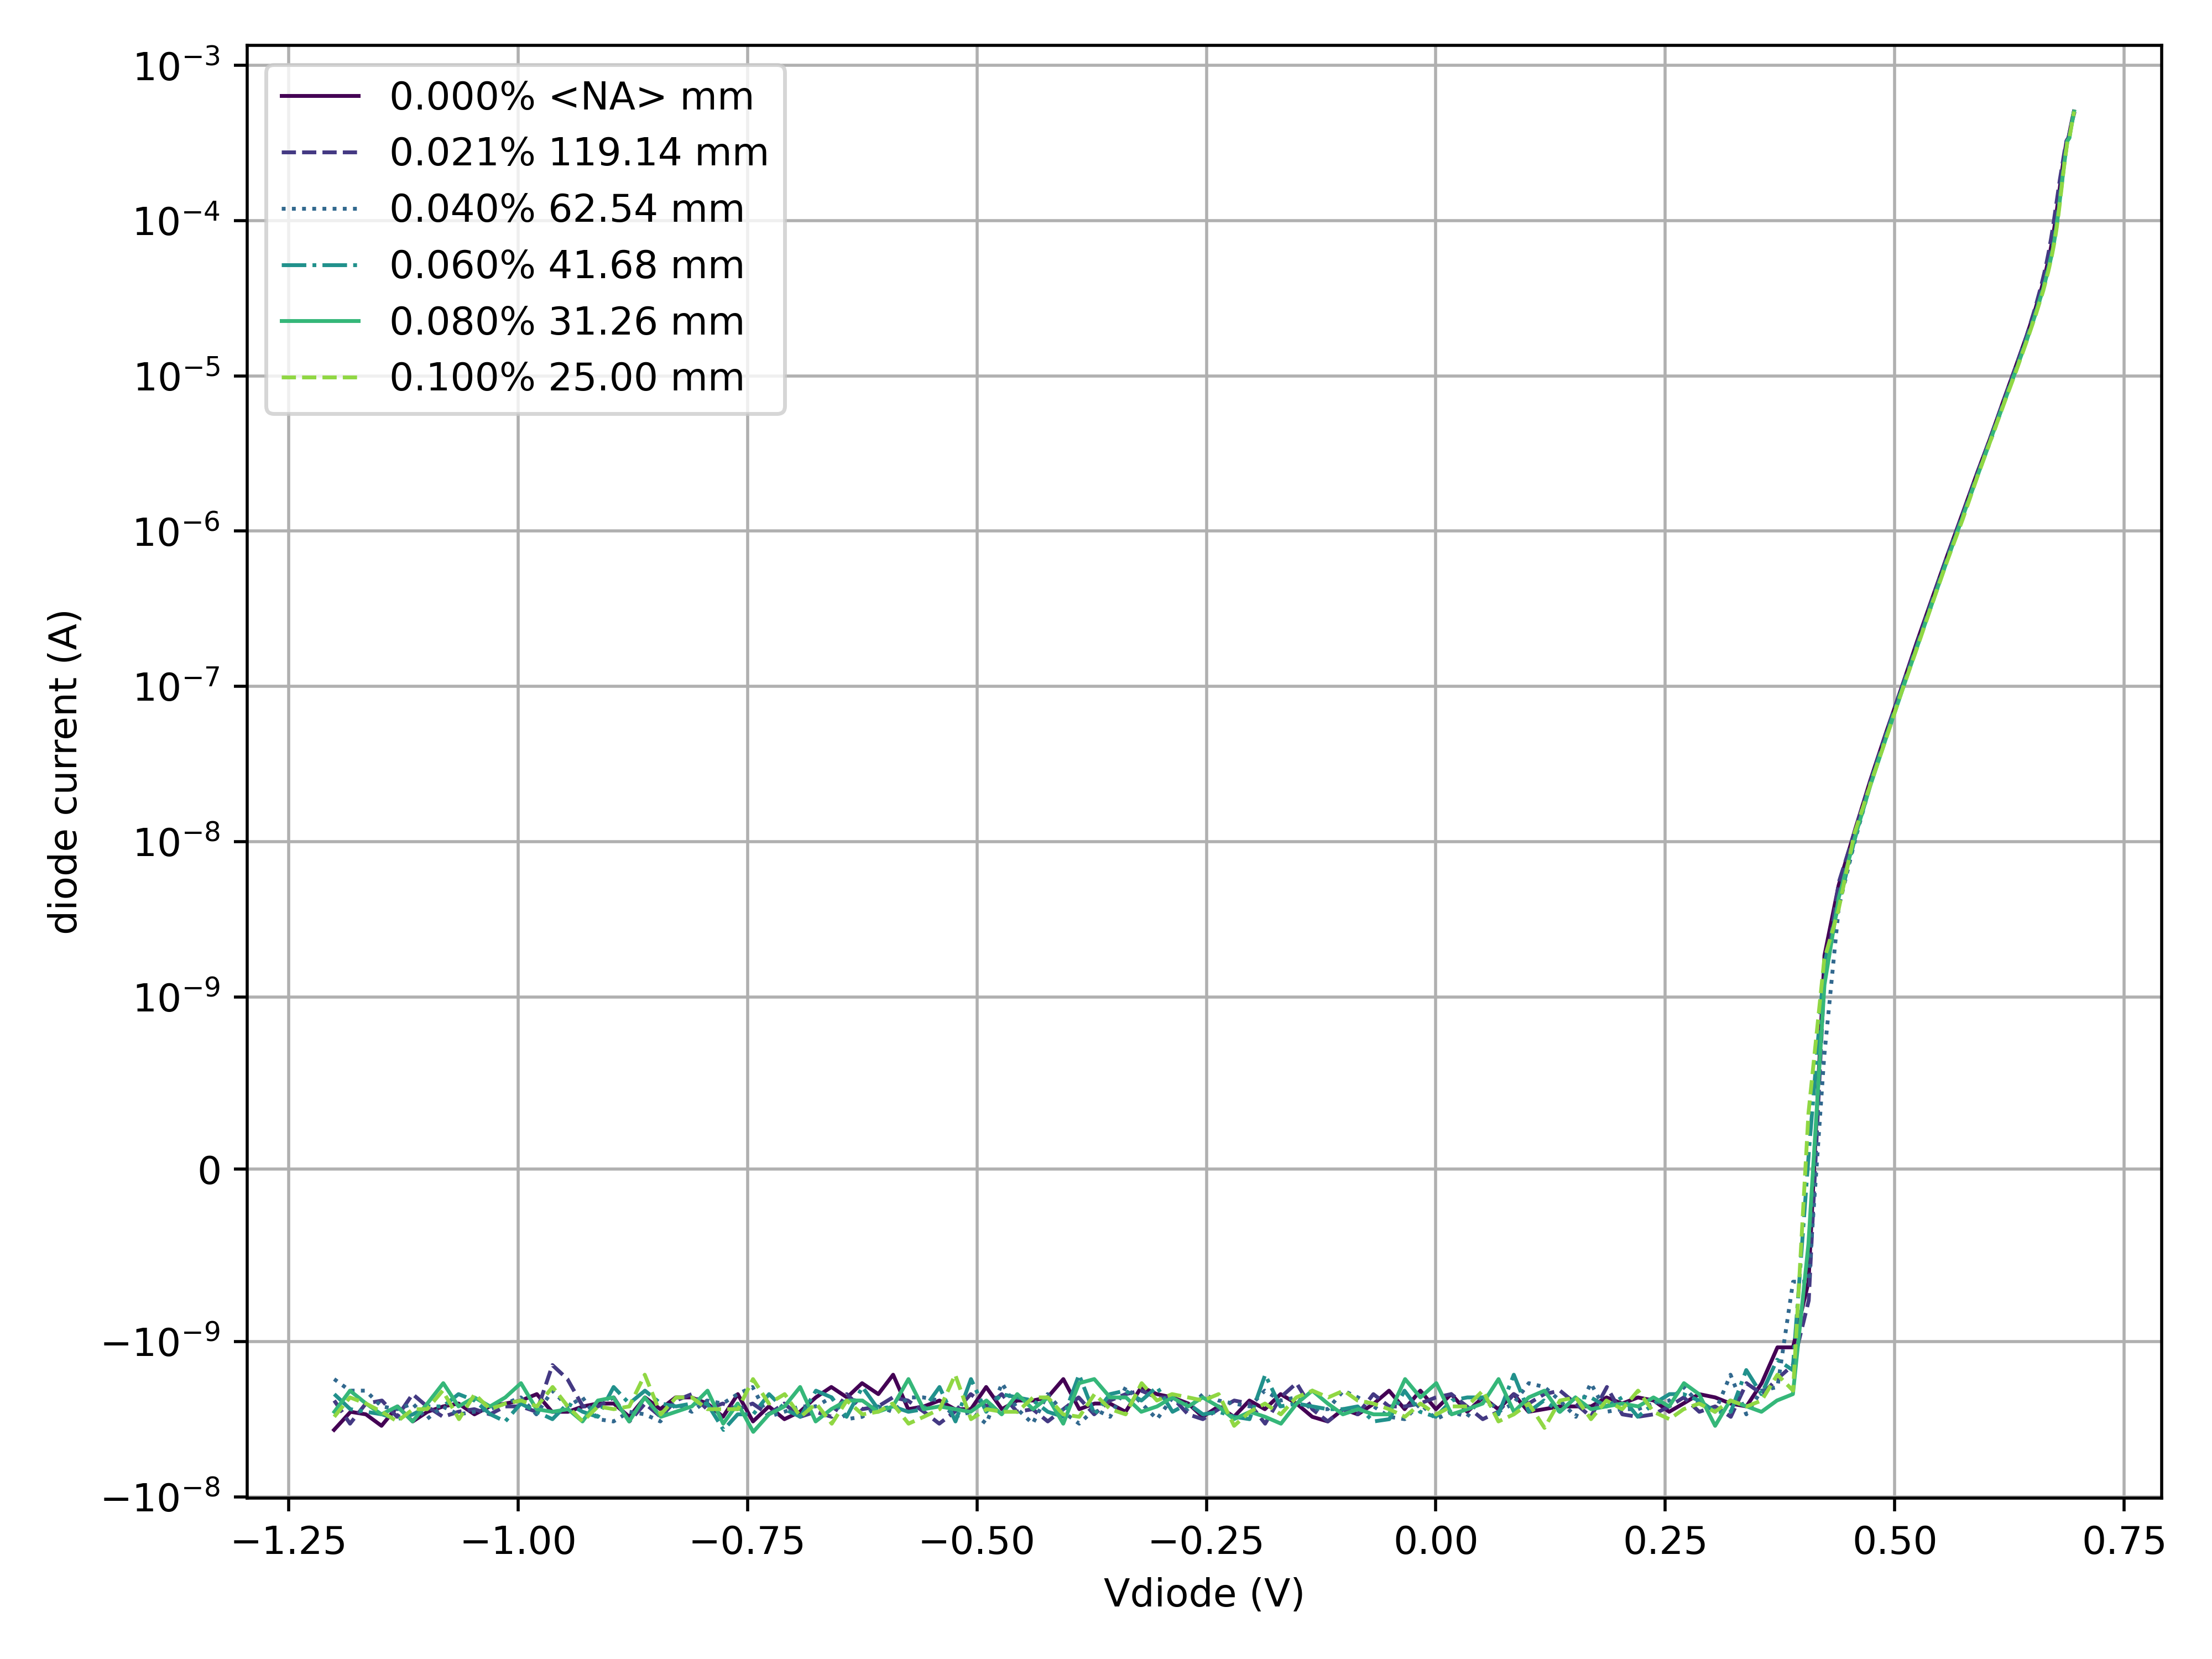 10⁻³
10⁻⁴
10⁻⁵
10⁻⁶
10⁻⁷
10⁻⁸
10⁻⁹
0
−10⁻⁹
−10⁻⁸
diode current (A)
0.000% <NA> mm
0.021% 119.14 mm
0.040% 62.54 mm
0.060% 41.68 mm
0.080% 31.26 mm
0.100% 25.00 mm
−1.25 −1.00 −0.75 −0.50 −0.25 0.00 0.25 0.50 0.75
Vdiode (V)